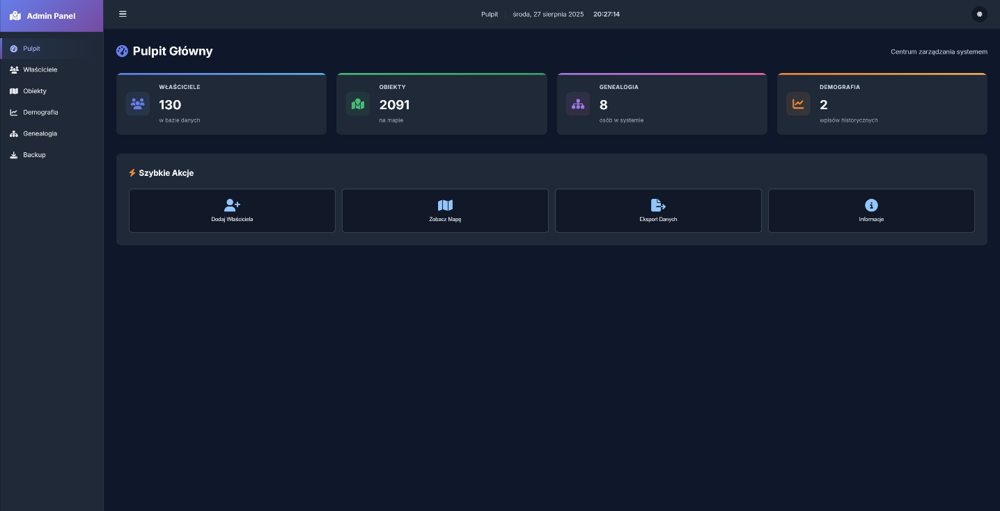 Admin Panel
Pulpit
Właściciele
Obiekty
Demografia
Genealogia
Backup
Pulpit | środa, 27 sierpnia 2025 20:27:14
Pulpit Główny
Centrum zarządzania systemem
WŁAŚCICIELE
130
w bazie danych
OBIEKTY
2091
na mapie
GENEALOGIA
8
osób w systemie
DEMOGRAFIA
2
wpisów historycznych
Szybkie Akcje
Dodaj Właściciela
Zobacz Mapę
Eksport Danych
Informacje